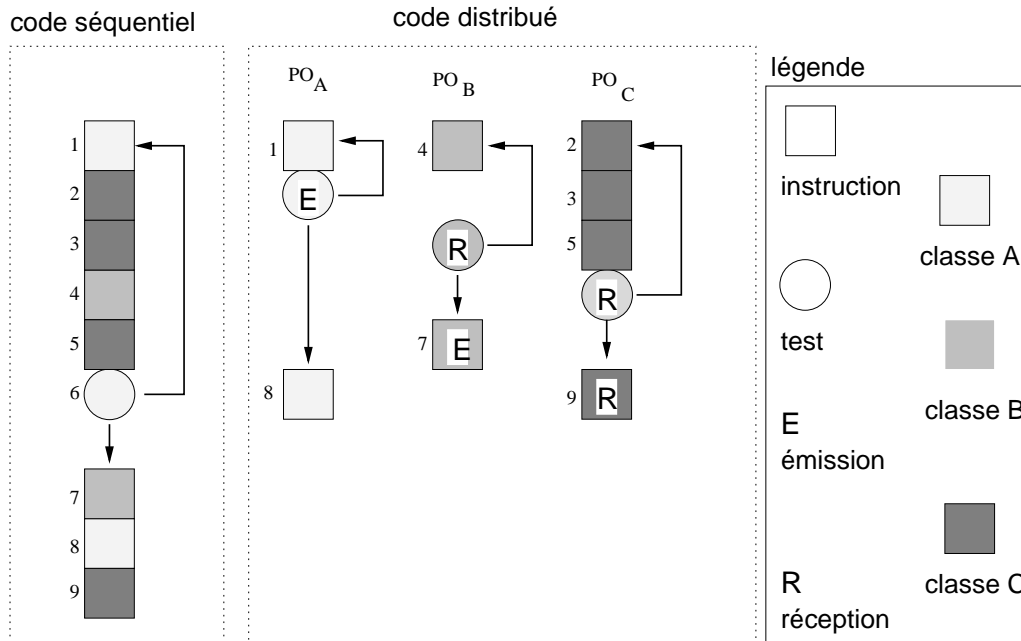 code séquentiel
1
2
3
4
5
6
7
8
9
code distribué
PO A
1
E
8
PO B
4
R
7 E
PO C
2
3
5
R
9 R
légende
instruction
classe A
test
classe B
E
émission
classe C
R
réception